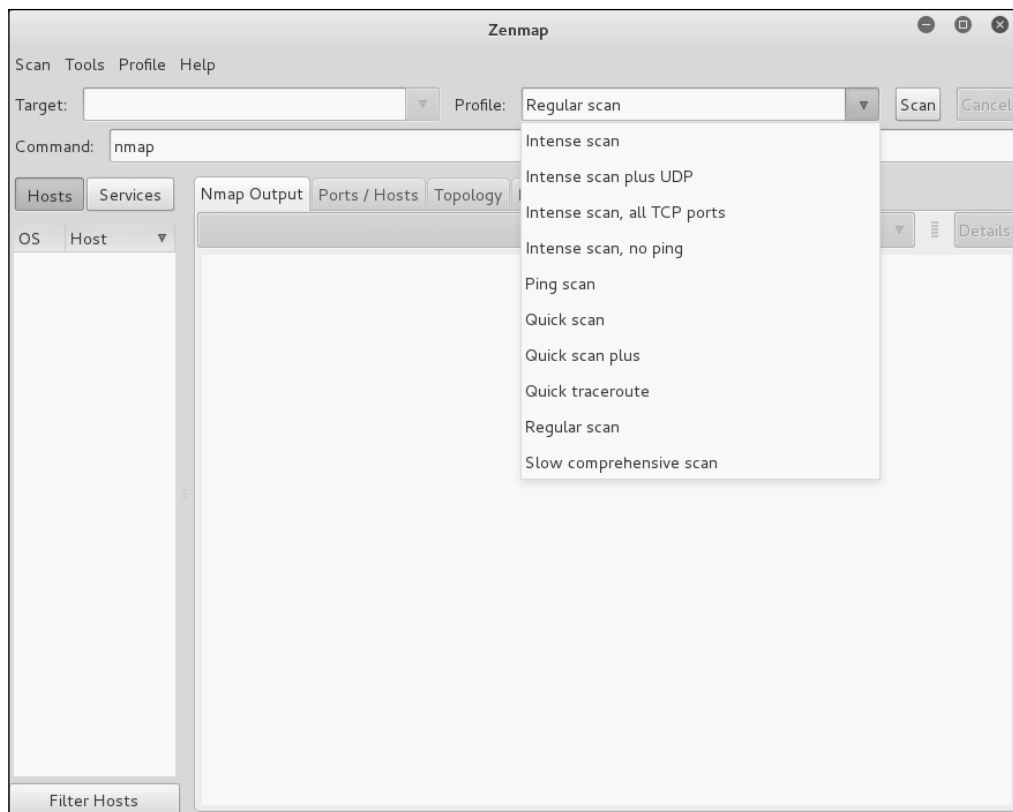 Zenmap
Scan Tools Profile Help
Target: Profile: Regular scan Scan Cancel
Command: nmap
Intense scan
Intense scan plus UDP
Intense scan, all TCP ports
Intense scan, no ping
Ping scan
Quick scan
Quick scan plus
Quick traceroute
Regular scan
Slow comprehensive scan
Hosts Services
Nmap Output Ports / Hosts Topology
OS Host
Details
Filter Hosts